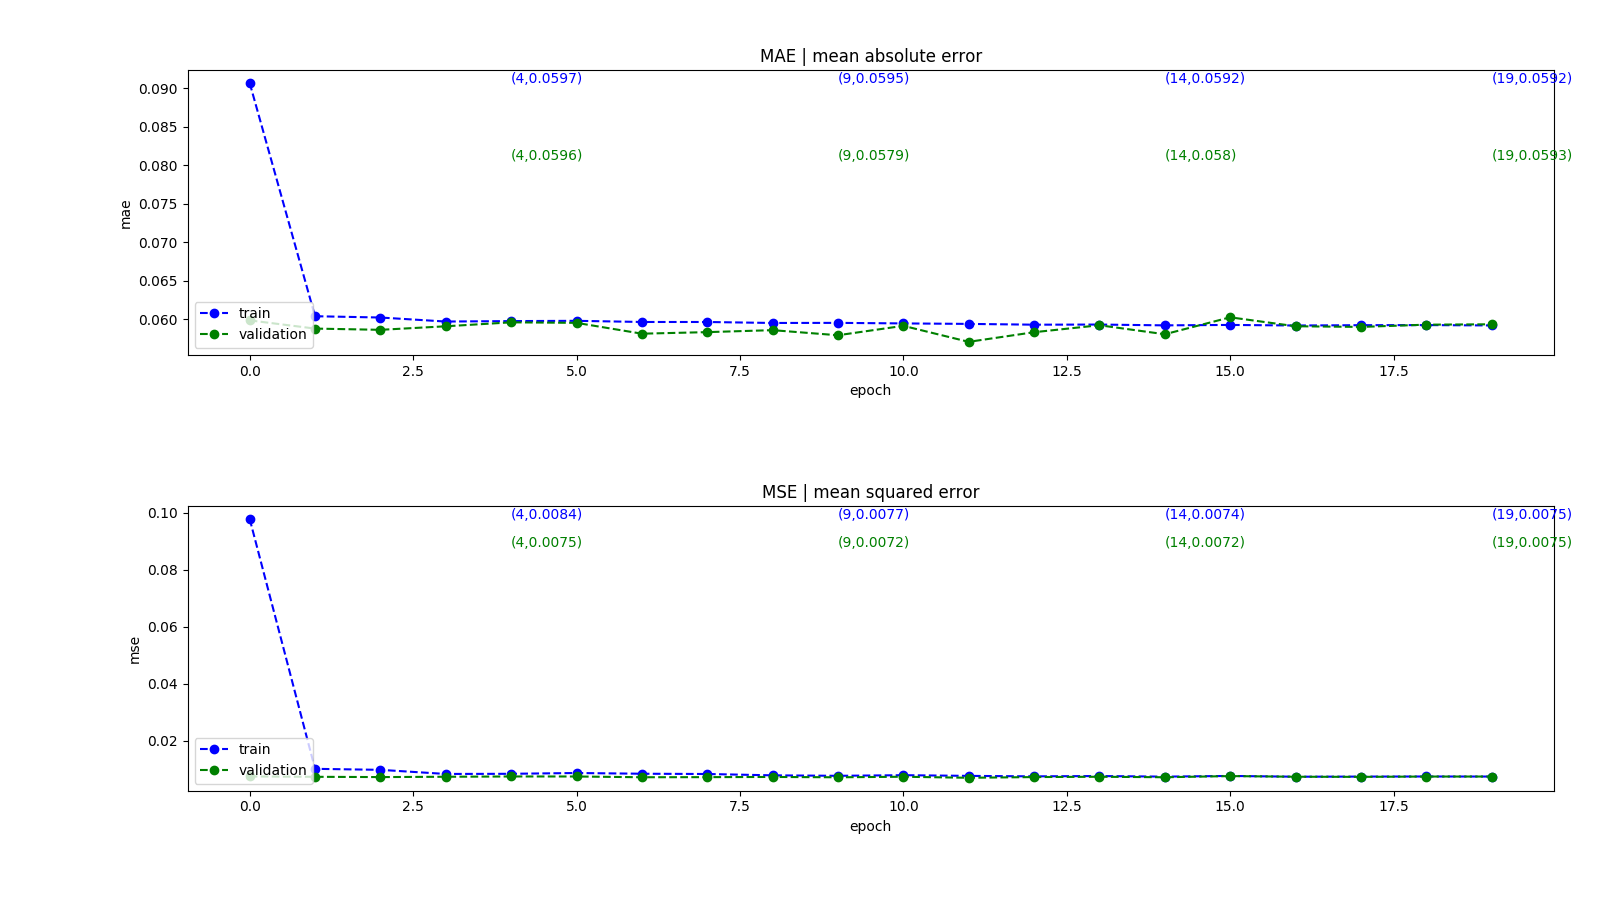 MAE | mean absolute error
(4,0.0597) (9,0.0595) (14,0.0592) (19,0.0592)
(4,0.0596) (9,0.0579) (14,0.058) (19,0.0593)
0.090
0.085
0.080
0.075
0.070
0.065
0.060
mae
train
validation
0.0 2.5 5.0 7.5 10.0 12.5 15.0 17.5
epoch
MSE | mean squared error
(4,0.0084) (9,0.0077) (14,0.0074) (19,0.0075)
(4,0.0075) (9,0.0072) (14,0.0072) (19,0.0075)
0.10
0.08
0.06
0.04
0.02
mse
train
validation
0.0 2.5 5.0 7.5 10.0 12.5 15.0 17.5
epoch